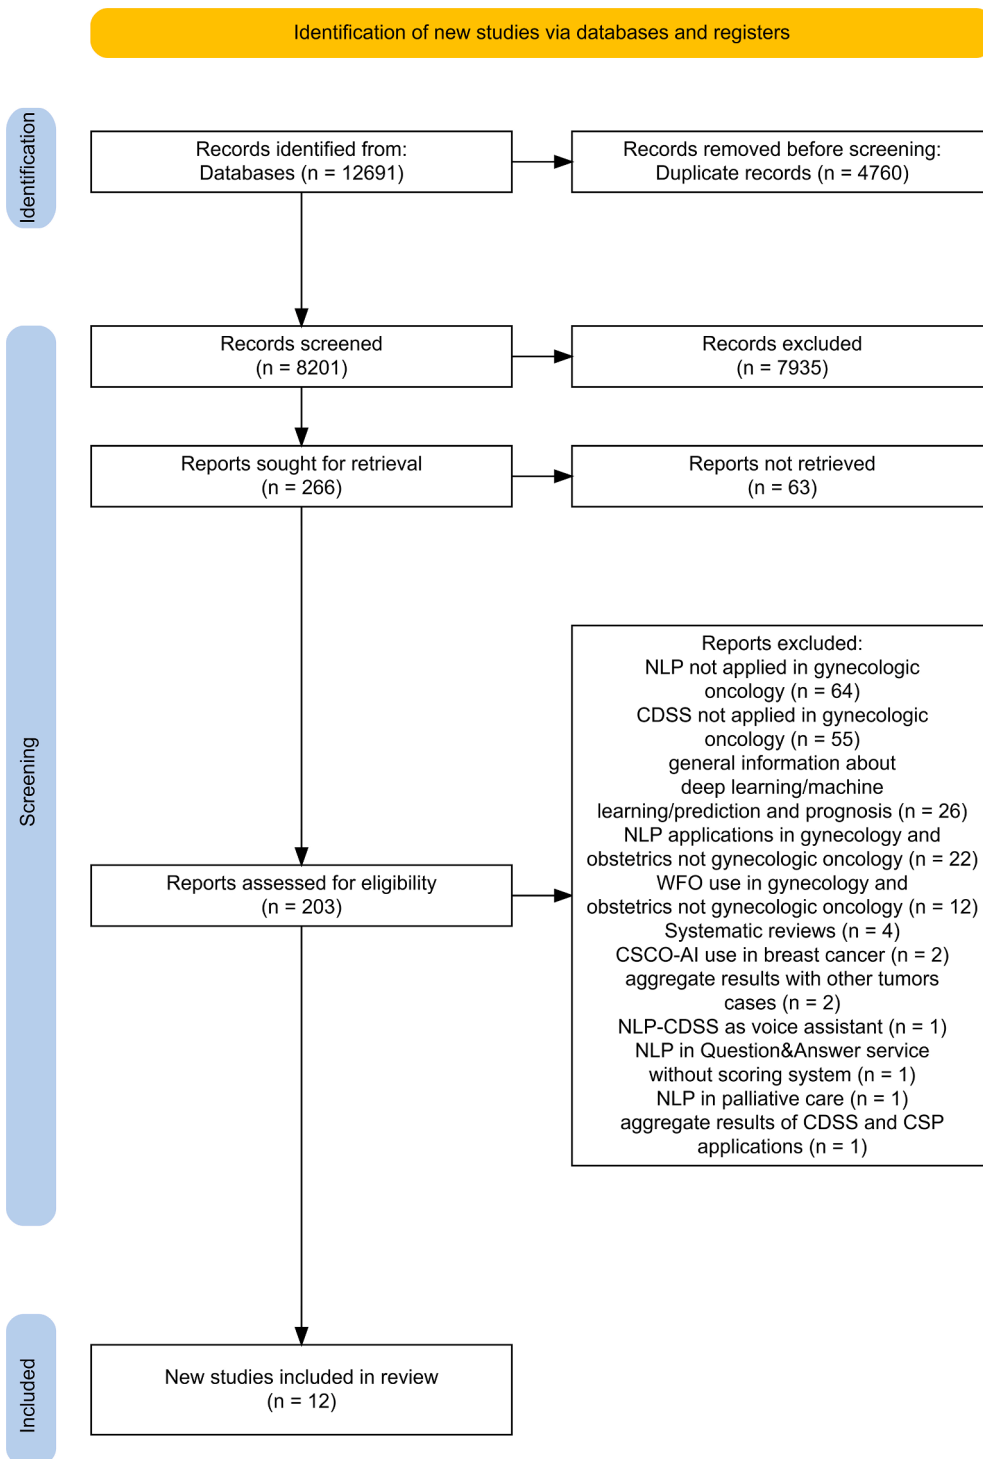 Identification of new studies via databases and registers
Identification
Records identified from:
Databases (n = 12691)
Records removed before screening:
Duplicate records (n = 4760)
Screening
Records screened
(n = 8201)
Records excluded
(n = 7935)
Reports sought for retrieval
(n = 266)
Reports not retrieved
(n = 63)
Reports assessed for eligibility
(n = 203)
Reports excluded:
NLP not applied in gynecologic
oncology (n = 64)
CDSS not applied in gynecologic
oncology (n = 55)
general information about
deep learning/machine
learning/prediction and prognosis (n = 26)
NLP applications in gynecology and
obstetrics not gynecologic oncology (n = 22)
WFO use in gynecology and
obstetrics not gynecologic oncology (n = 12)
Systematic reviews (n = 4)
CSCO-AI use in breast cancer (n = 2)
aggregate results with other tumors
cases (n = 2)
NLP-CDSS as voice assistant (n = 1)
NLP in Question&Answer service
without scoring system (n = 1)
NLP in palliative care (n = 1)
aggregate results of CDSS and CSP
applications (n = 1)
Included
New studies included in review
(n = 12)